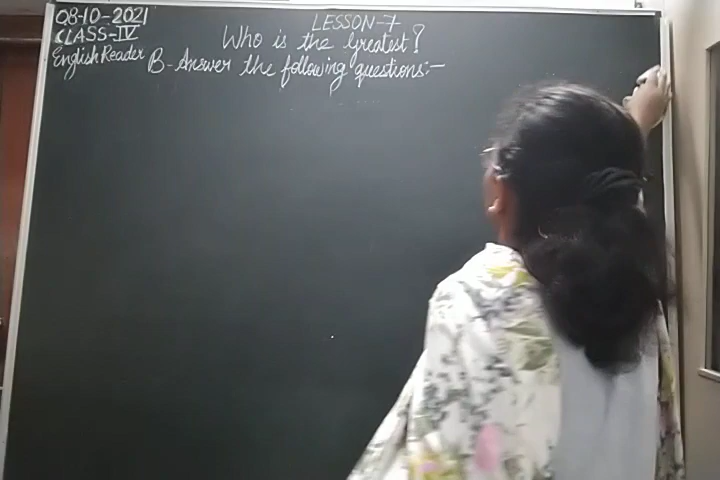 08-10-2021
CLASS-IV
English Reader
LESSON-7
Who is the Greatest?
B-Answer the following questions:-